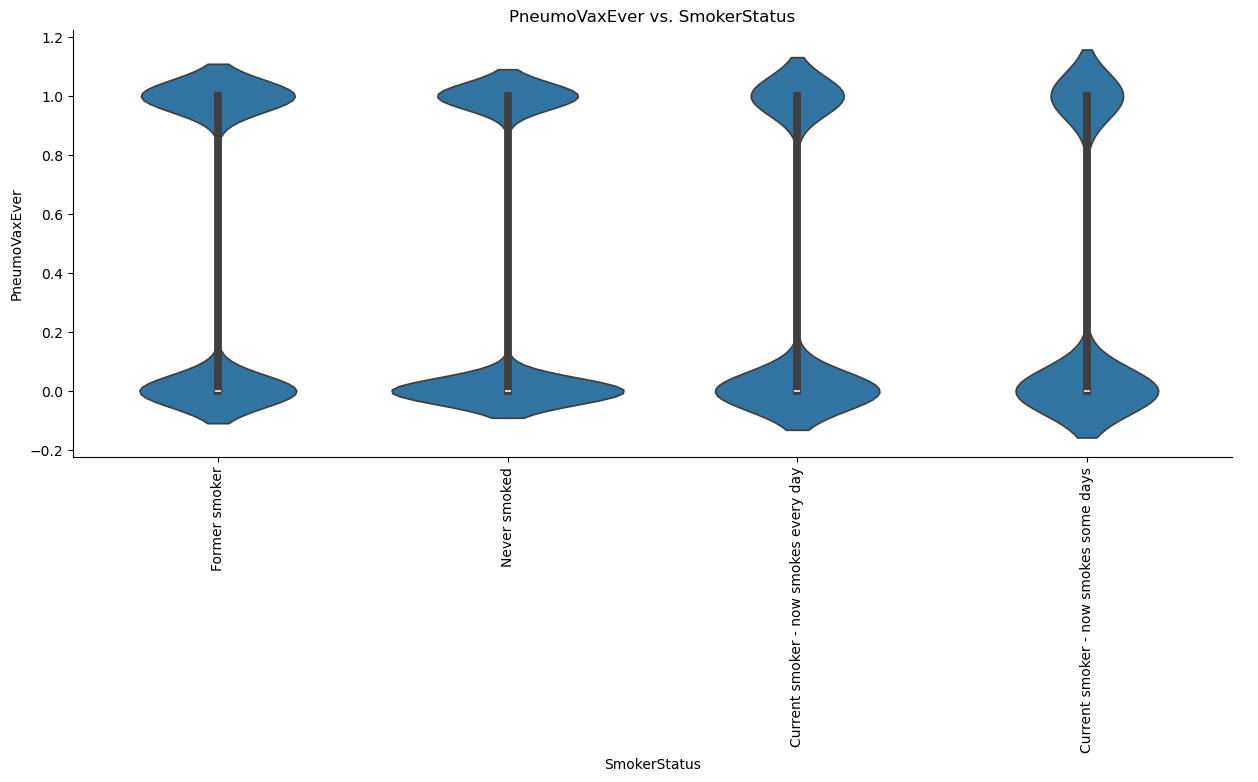 PneumoVaxEver vs. SmokerStatus
PneumoVaxEver
1.2
1.0
0.8
0.6
0.4
0.2
0.0
−0.2
Former smoker
Never smoked
Current smoker - now smokes every day
Current smoker - now smokes some days
SmokerStatus